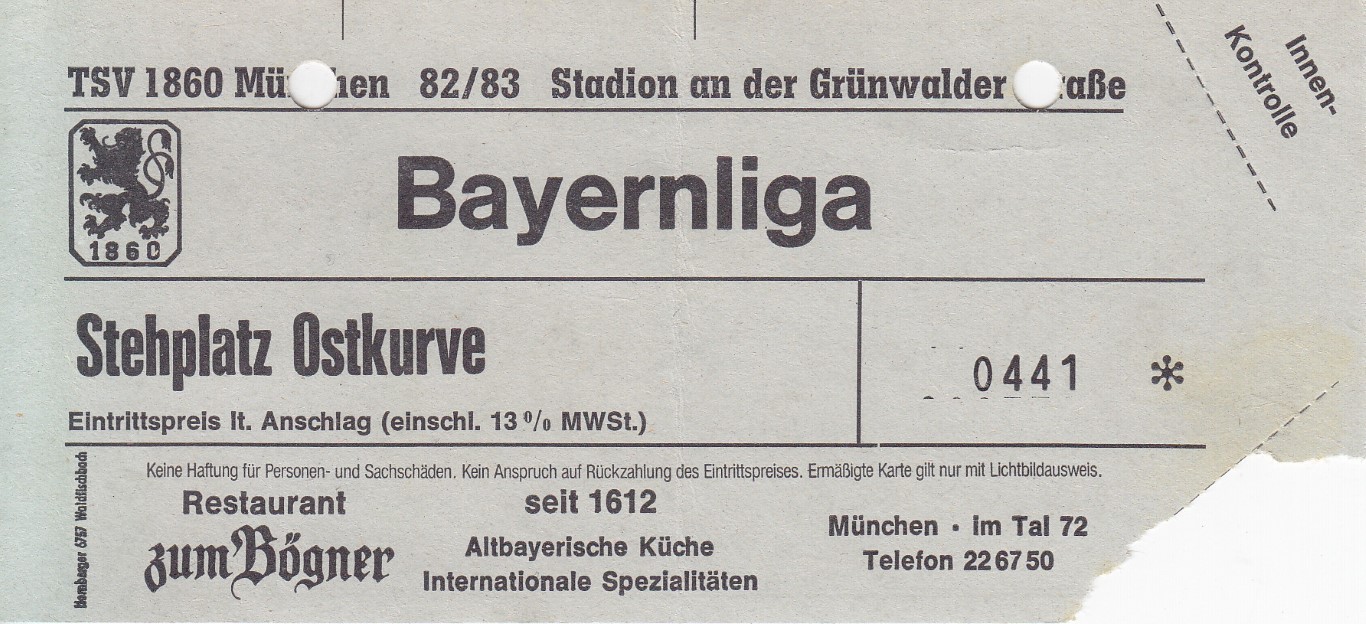 TSV 1860 Mü hen 82/83 Stadion an der Grünwalder aße
Innen-
Kontrolle
1860
Bayernliga
Stehplatz Ostkurve
0441 *
Eintrittspreis lt. Anschlag (einschl. 13 % MWSt.)
Keine Haftung für Personen- und Sachschäden. Kein Anspruch auf Rückzahlung des Eintrittspreises. Ermäßigte Karte gilt nur mit Lichtbildausweis.
Restaurant
zum Bögner
seit 1612
Altbayerische Küche
Internationale Spezialitäten
München · im Tal 72
Telefon 22 67 50
Hornberger 6757 Waldfischbach